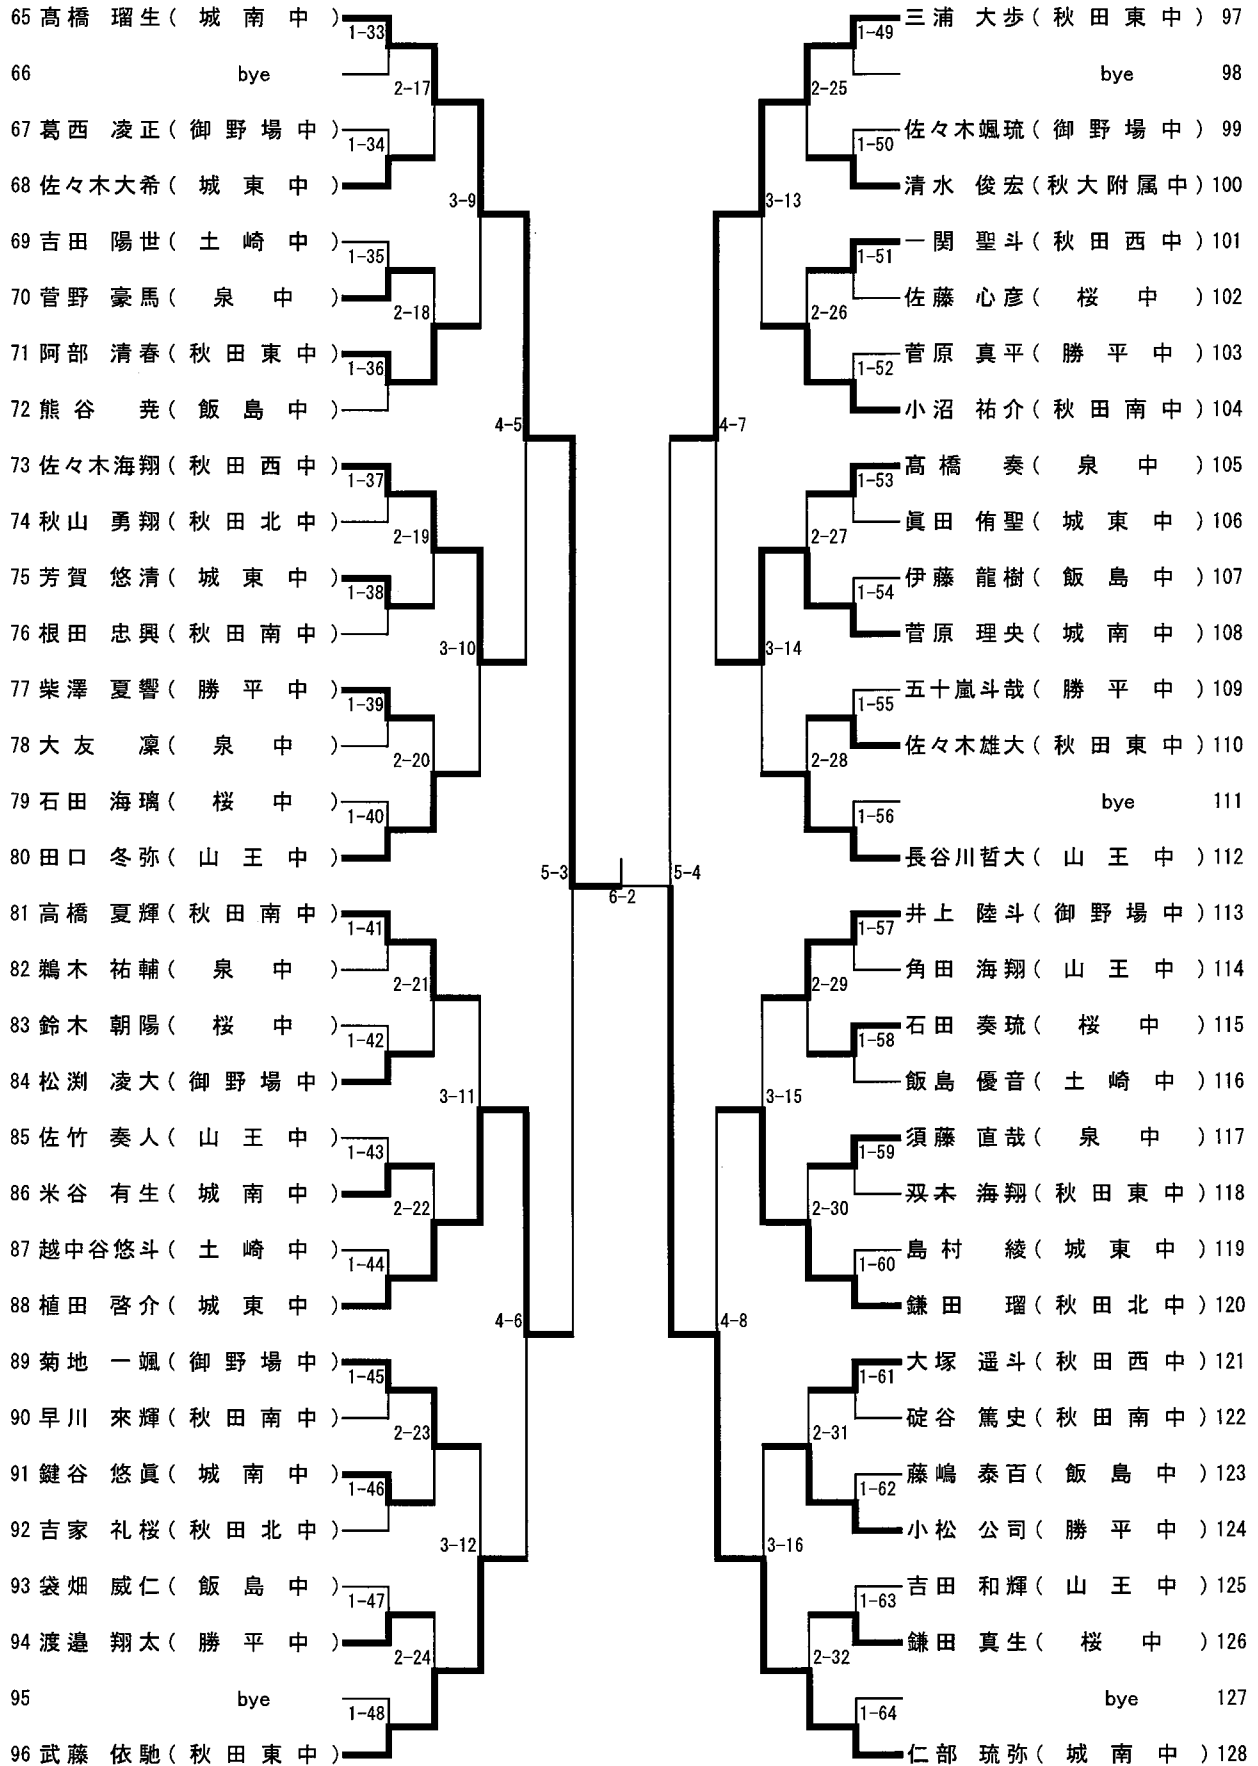 65 髙橋 瑠生(城南中)
1-33
66 bye
2-17
67 葛西 凌正(御野場中)
1-34
68 佐々木大希(城東中)
3-9
69 吉田 陽世(土崎中)
1-35
70 菅野 豪馬(泉中)
2-18
71 阿部 清春(秋田東中)
1-36
72 熊谷 尭(飯島中)
4-5
73 佐々木海翔(秋田西中)
1-37
74 秋山 勇翔(秋田北中)
2-19
75 芳賀 悠清(城東中)
1-38
76 根田 忠興(秋田南中)
3-10
77 柴澤 夏響(勝平中)
1-39
78 大友 凜(泉中)
2-20
79 石田 海璃(桜中)
1-40
80 田口 冬弥(山王中)
5-3
81 高橋 夏輝(秋田南中)
1-41
82 鵜木 祐輔(泉中)
2-21
83 鈴木 朝陽(桜中)
1-42
84 松渕 凌大(御野場中)
3-11
85 佐竹 奏人(山王中)
1-43
86 米谷 有生(城南中)
2-22
87 越中谷悠斗(土崎中)
1-44
88 植田 啓介(城東中)
4-6
89 菊地 一颯(御野場中)
1-45
90 早川 來輝(秋田南中)
2-23
91 鍵谷 悠眞(城南中)
1-46
92 吉家 礼桜(秋田北中)
3-12
93 袋畑 威仁(飯島中)
1-47
94 渡邉 翔太(勝平中)
2-24
95 bye
1-48
96 武藤 依馳(秋田東中)
6-2
三浦 大歩(秋田東中) 97
1-49
bye 98
2-25
佐々木颯琉(御野場中) 99
1-50
清水 俊宏(秋大附属中) 100
3-13
一関 聖斗(秋田西中) 101
1-51
佐藤 心彦(桜中) 102
2-26
菅原 真平(勝平中) 103
1-52
小沼 祐介(秋田南中) 104
4-7
髙橋 奏(泉中) 105
1-53
眞田 侑聖(城東中) 106
2-27
伊藤 龍樹(飯島中) 107
1-54
菅原 理央(城南中) 108
3-14
五十嵐斗哉(勝平中) 109
1-55
佐々木雄大(秋田東中) 110
2-28
bye 111
1-56
長谷川哲大(山王中) 112
5-4
井上 陸斗(御野場中) 113
1-57
角田 海翔(山王中) 114
2-29
石田 奏琉(桜中) 115
1-58
飯島 優音(土崎中) 116
3-15
須藤 直哉(泉中) 117
1-59
双木 海翔(秋田東中) 118
2-30
島村 綾(城東中) 119
1-60
鎌田 瑠(秋田北中) 120
4-8
大塚 遥斗(秋田西中) 121
1-61
碇谷 篤史(秋田南中) 122
2-31
藤嶋 泰百(飯島中) 123
1-62
小松 公司(勝平中) 124
3-16
吉田 和輝(山王中) 125
1-63
鎌田 真生(桜中) 126
2-32
bye 127
1-64
仁部 琉弥(城南中) 128